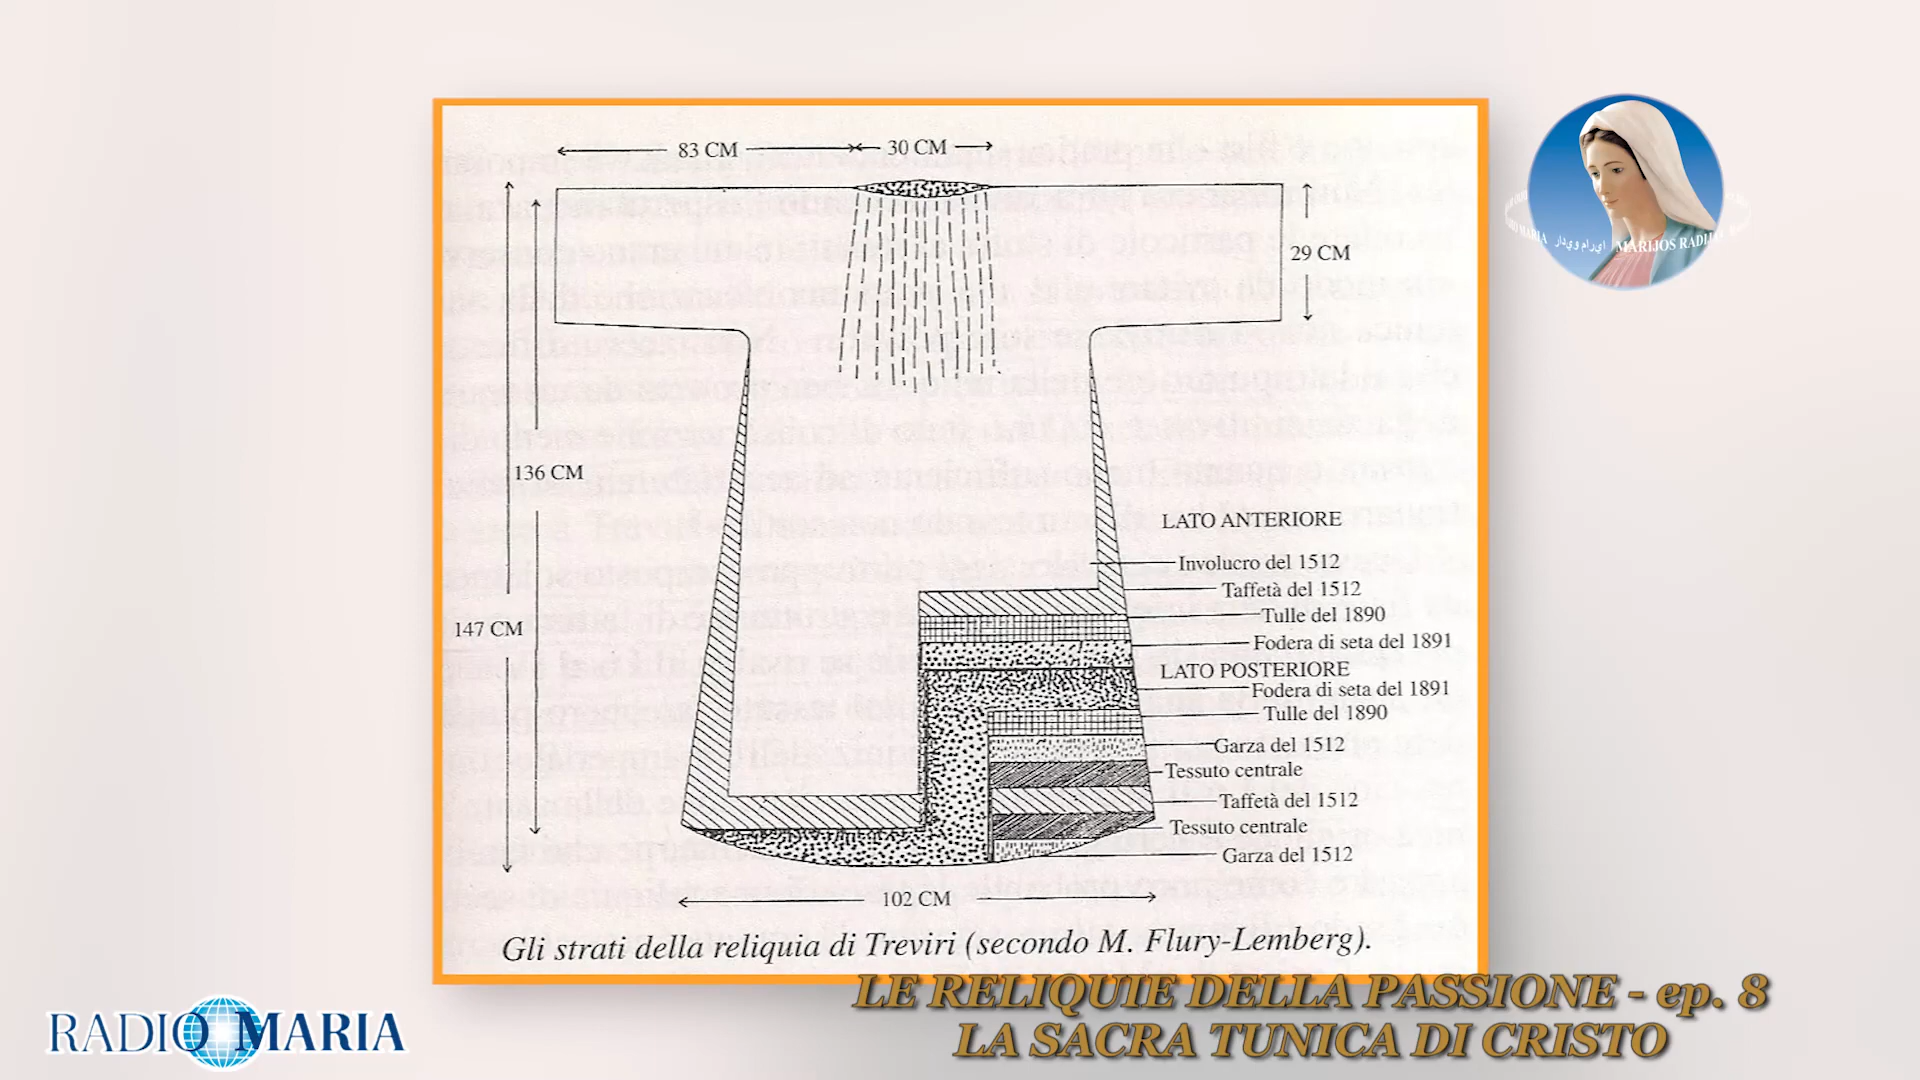 83 CM
30 CM
29 CM
136 CM
147 CM
LATO ANTERIORE
Involucro del 1512
Taffetà del 1512
Tulle del 1890
Fodera di seta del 1891
LATO POSTERIORE
Fodera di seta del 1891
Tulle del 1890
Garza del 1512
Tessuto centrale
Taffetà del 1512
Tessuto centrale
Garza del 1512
102 CM
Gli strati della reliquia di Treviri (secondo M. Flury-Lemberg).
MARIJOS RADIJ
LE RELIQUIE DELLA PASSIONE - ep. 8
LA SACRA TUNICA DI CRISTO
RADIO MARIA